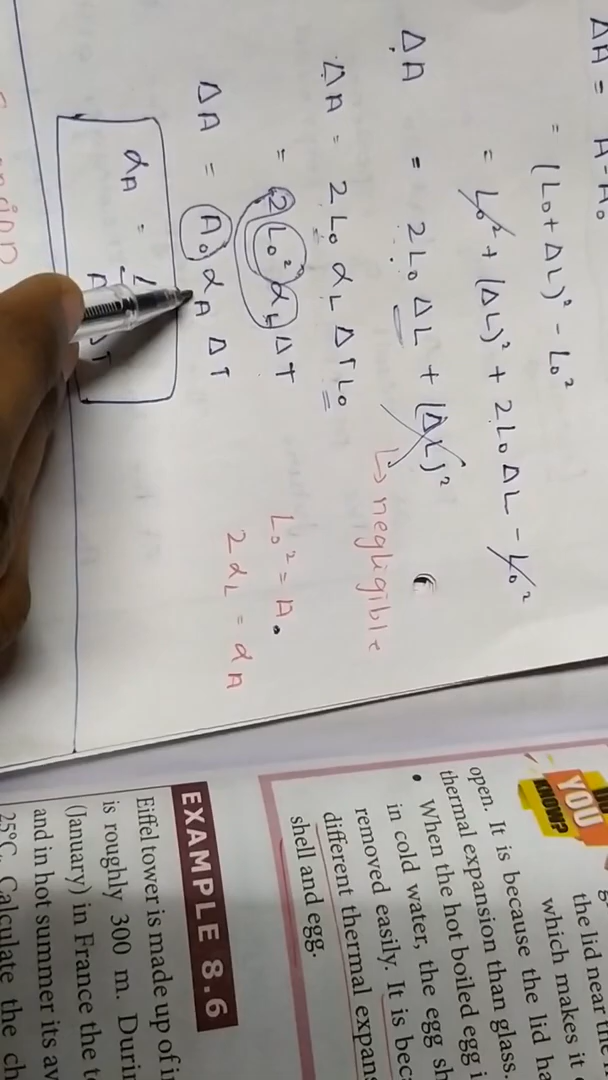 ΔA = A - A₀
= (L₀ + ΔL)² - L₀²
= L₀² + (ΔL)² + 2L₀ΔL - L₀²
ΔA = 2L₀ΔL + (ΔL)²
↳ negligible
ΔA = 2L₀ α_L ΔT L₀
= 2L₀² α_L ΔT
L₀² = A₀
ΔA = A₀ α_A ΔT
2α_L = α_A
α_A =
YOU
KNOW?
the lid near the
which makes it
open. It is because the lid ha
thermal expansion than glass.
• When the hot boiled egg i
in cold water, the egg sh
removed easily. It is bec
different thermal expans
shell and egg.
EXAMPLE 8.6
Eiffel tower is made up of i
is roughly 300 m. Duri
(January) in France the t
and in hot summer its av
25°C. Calculate the ch